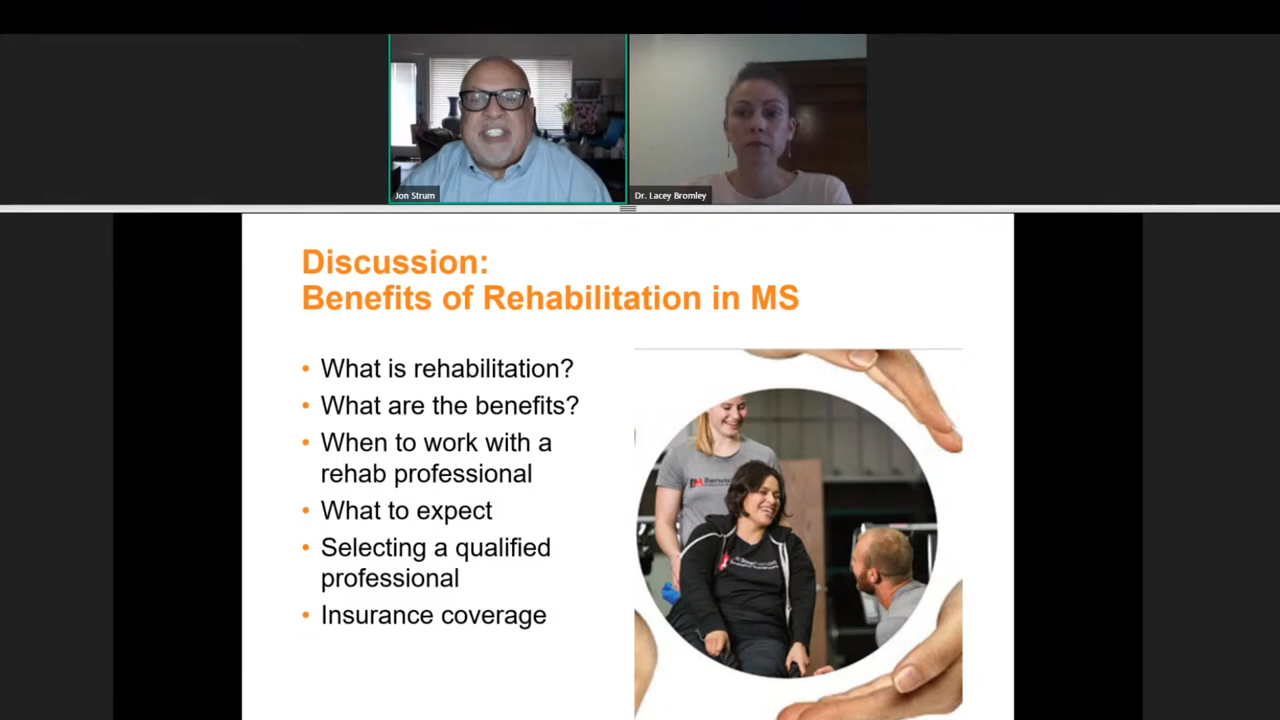 Jon Strum
Dr. Lacey Bromley
Discussion:
Benefits of Rehabilitation in MS
• What is rehabilitation?
• What are the benefits?
• When to work with a
rehab professional
• What to expect
• Selecting a qualified
professional
• Insurance coverage